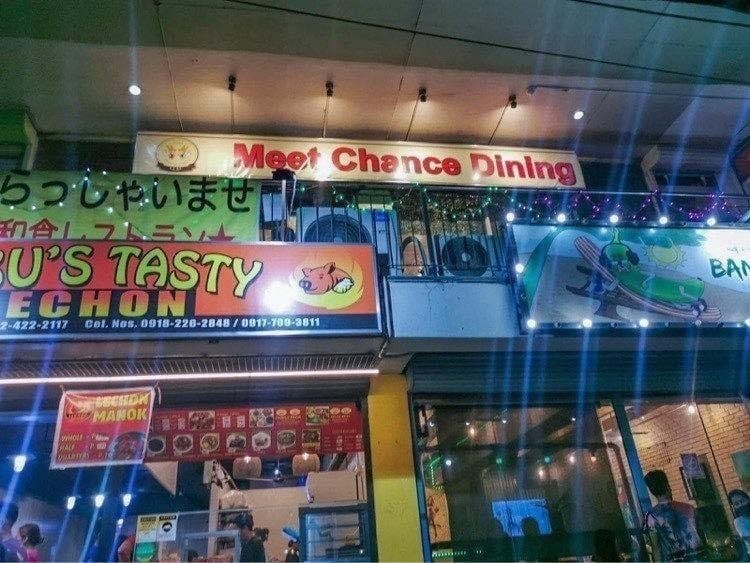 Meet Chance Dining
らっしゃいませ
和食レストラン★
U'S TASTY
ECHON
2-422-2117 Cel. Nos. 0918-226-2848 / 0917-709-3811
BAN
LECHON
MANOK
WHOLE
HALF
QUARTERS